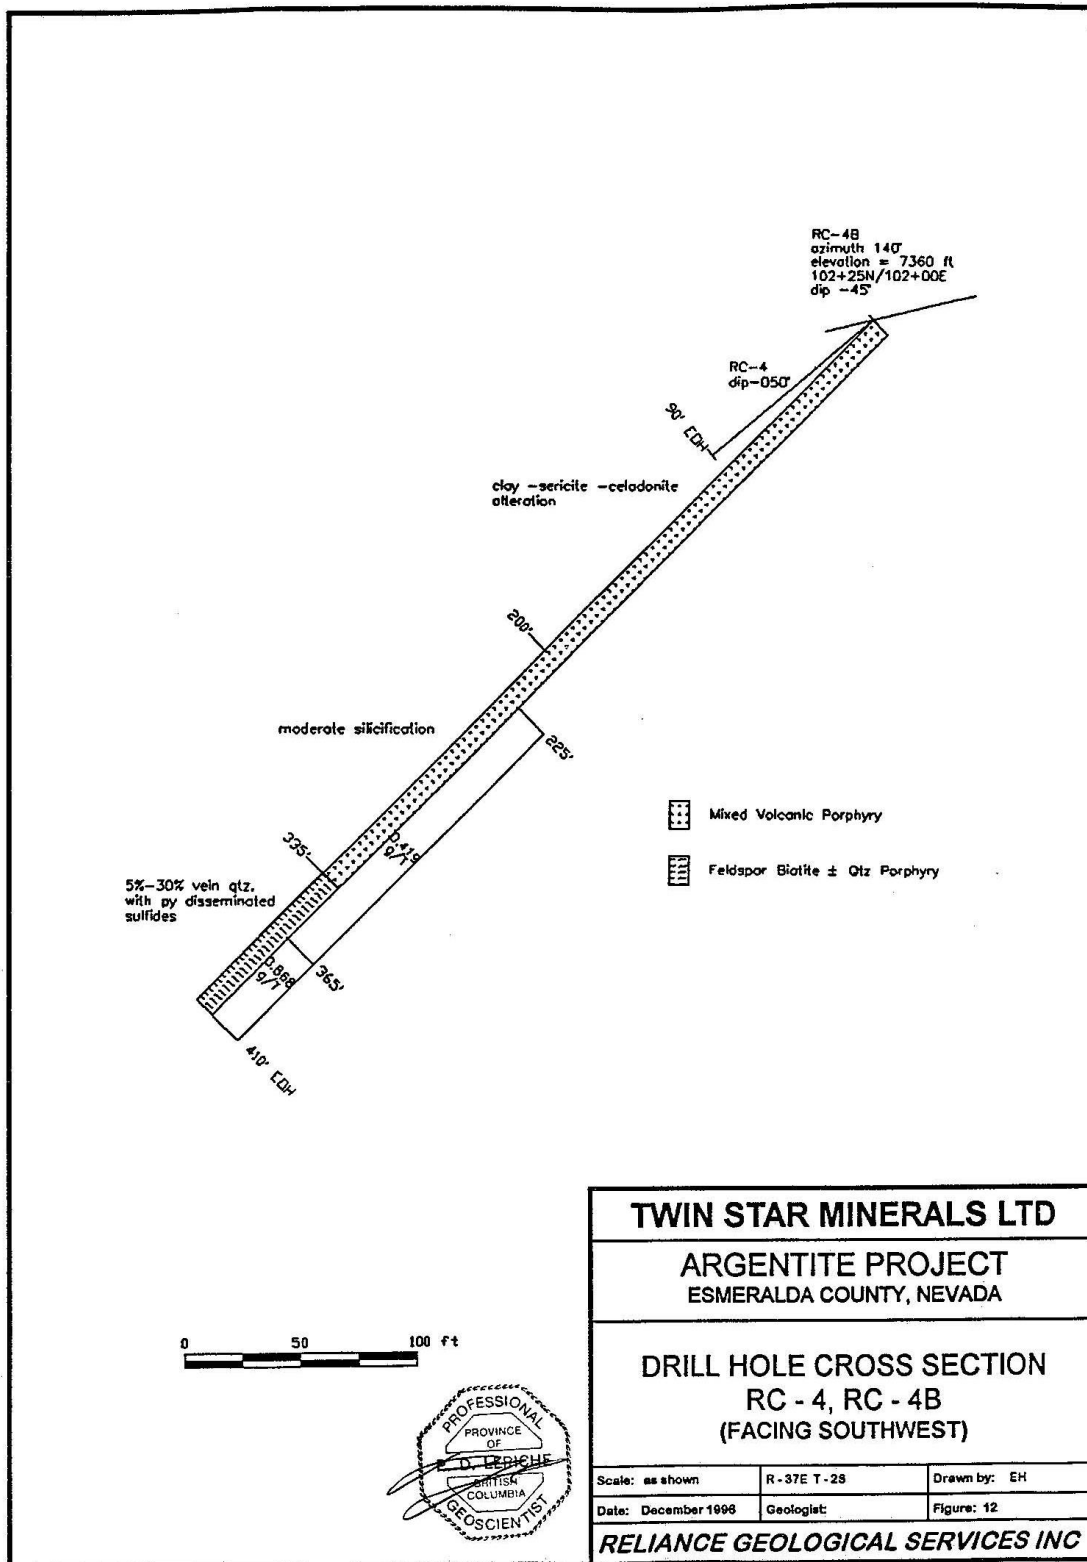 RC-4B
azimuth 140°
elevation = 7360 ft
102+25N/102+00E
dip -45°
RC-4
dip-050°
90' EOH
clay -sericite -celadonite
alteration
200'
moderate silicification
225'
335'
0.419
g/T
5%-30% vein qtz.
with py disseminated
sulfides
0.868
g/T
365'
410' EOH
Mixed Volcanic Porphyry
Feldspar Biotite ± Qtz Porphyry
0 50 100 ft
PROFESSIONAL
PROVINCE
OF
D. LERICHE
BRITISH
COLUMBIA
GEOSCIENTIST
TWIN STAR MINERALS LTD
ARGENTITE PROJECT
ESMERALDA COUNTY, NEVADA
DRILL HOLE CROSS SECTION
RC - 4, RC - 4B
(FACING SOUTHWEST)
Scale: as shown R - 37E T - 2S Drawn by: EH
Date: December 1996 Geologist: Figure: 12
RELIANCE GEOLOGICAL SERVICES INC